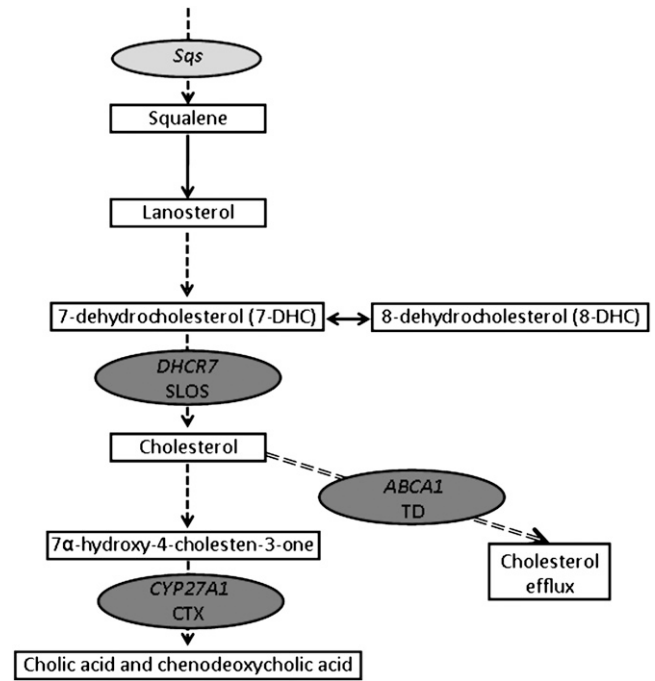 Sqs
Squalene
Lanosterol
7-dehydrocholesterol (7-DHC)
8-dehydrocholesterol (8-DHC)
DHCR7
SLOS
Cholesterol
ABCA1
TD
7α-hydroxy-4-cholesten-3-one
Cholesterol
efflux
CYP27A1
CTX
Cholic acid and chenodeoxycholic acid